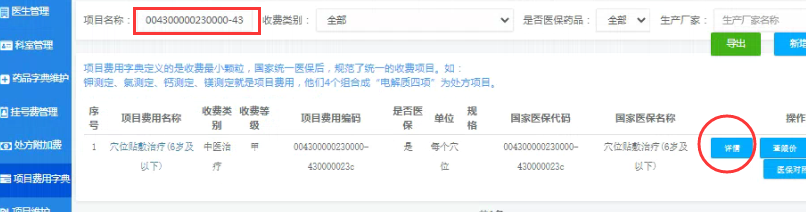 医生管理
科室管理
药品字典维护
挂号费管理
处方附加费
项目费用字典
项目名称：
004300000230000-43
收费类别：
全部
是否医保药品：
全部
生产厂家：
生产厂家名称
导出
新增
项目费用字典定义的是收费最小颗粒，国家统一医保后，规范了统一的收费项目。如：
钾测定、氨测定、钙测定、镁测定就是项目费用，他们4个组合成“电解质四项”为处方项目。
序号
项目费用名称
收费类别
收费等级
项目费用编码
是否医保
单位
规格
国家医保代码
国家医保名称
操作
1
穴位贴敷治疗(6岁及以下)
中医治疗
甲
004300000230000-430000023c
是
每个穴位
004300000230000-430000023c
穴位贴敷治疗(6岁及以下)
详情
查限价
医保对照